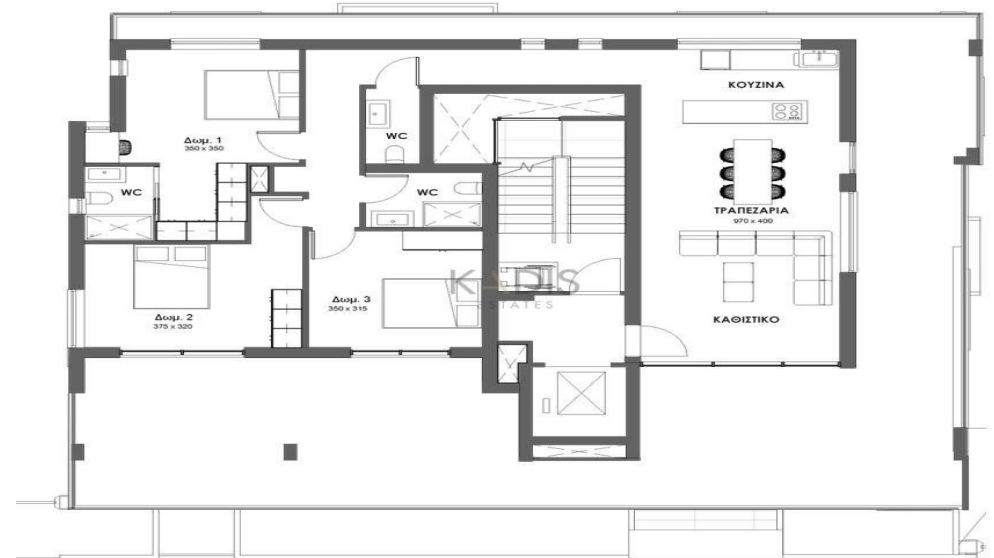 ΚΟΥΖΙΝΑ
WC
Δωμ. 1
350 x 350
WC
WC
ΤΡΑΠΕΖΑΡΙΑ
970 x 400
KADIS
ESTATES
Δωμ. 3
350 x 315
Δωμ. 2
375 x 320
ΚΑΘΙΣΤΙΚΟ